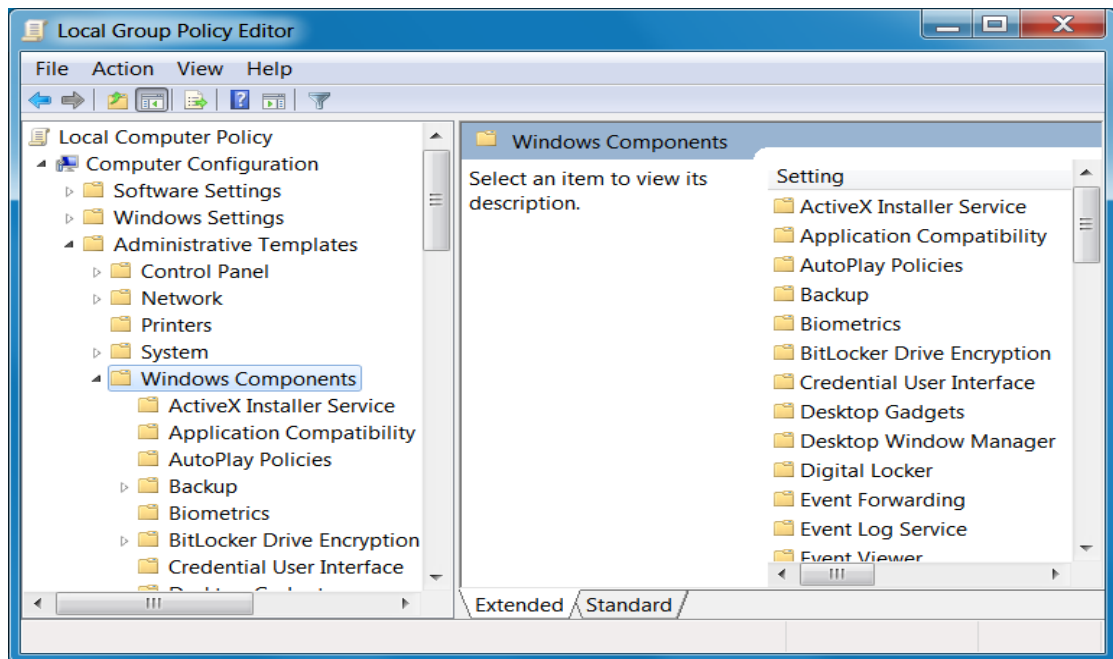 Local Group Policy Editor
File Action View Help
Local Computer Policy
Computer Configuration
Software Settings
Windows Settings
Administrative Templates
Control Panel
Network
Printers
System
Windows Components
ActiveX Installer Service
Application Compatibility
AutoPlay Policies
Backup
Biometrics
BitLocker Drive Encryption
Credential User Interface
Windows Components
Select an item to view its
description.
Setting
ActiveX Installer Service
Application Compatibility
AutoPlay Policies
Backup
Biometrics
BitLocker Drive Encryption
Credential User Interface
Desktop Gadgets
Desktop Window Manager
Digital Locker
Event Forwarding
Event Log Service
Event Viewer
Extended Standard